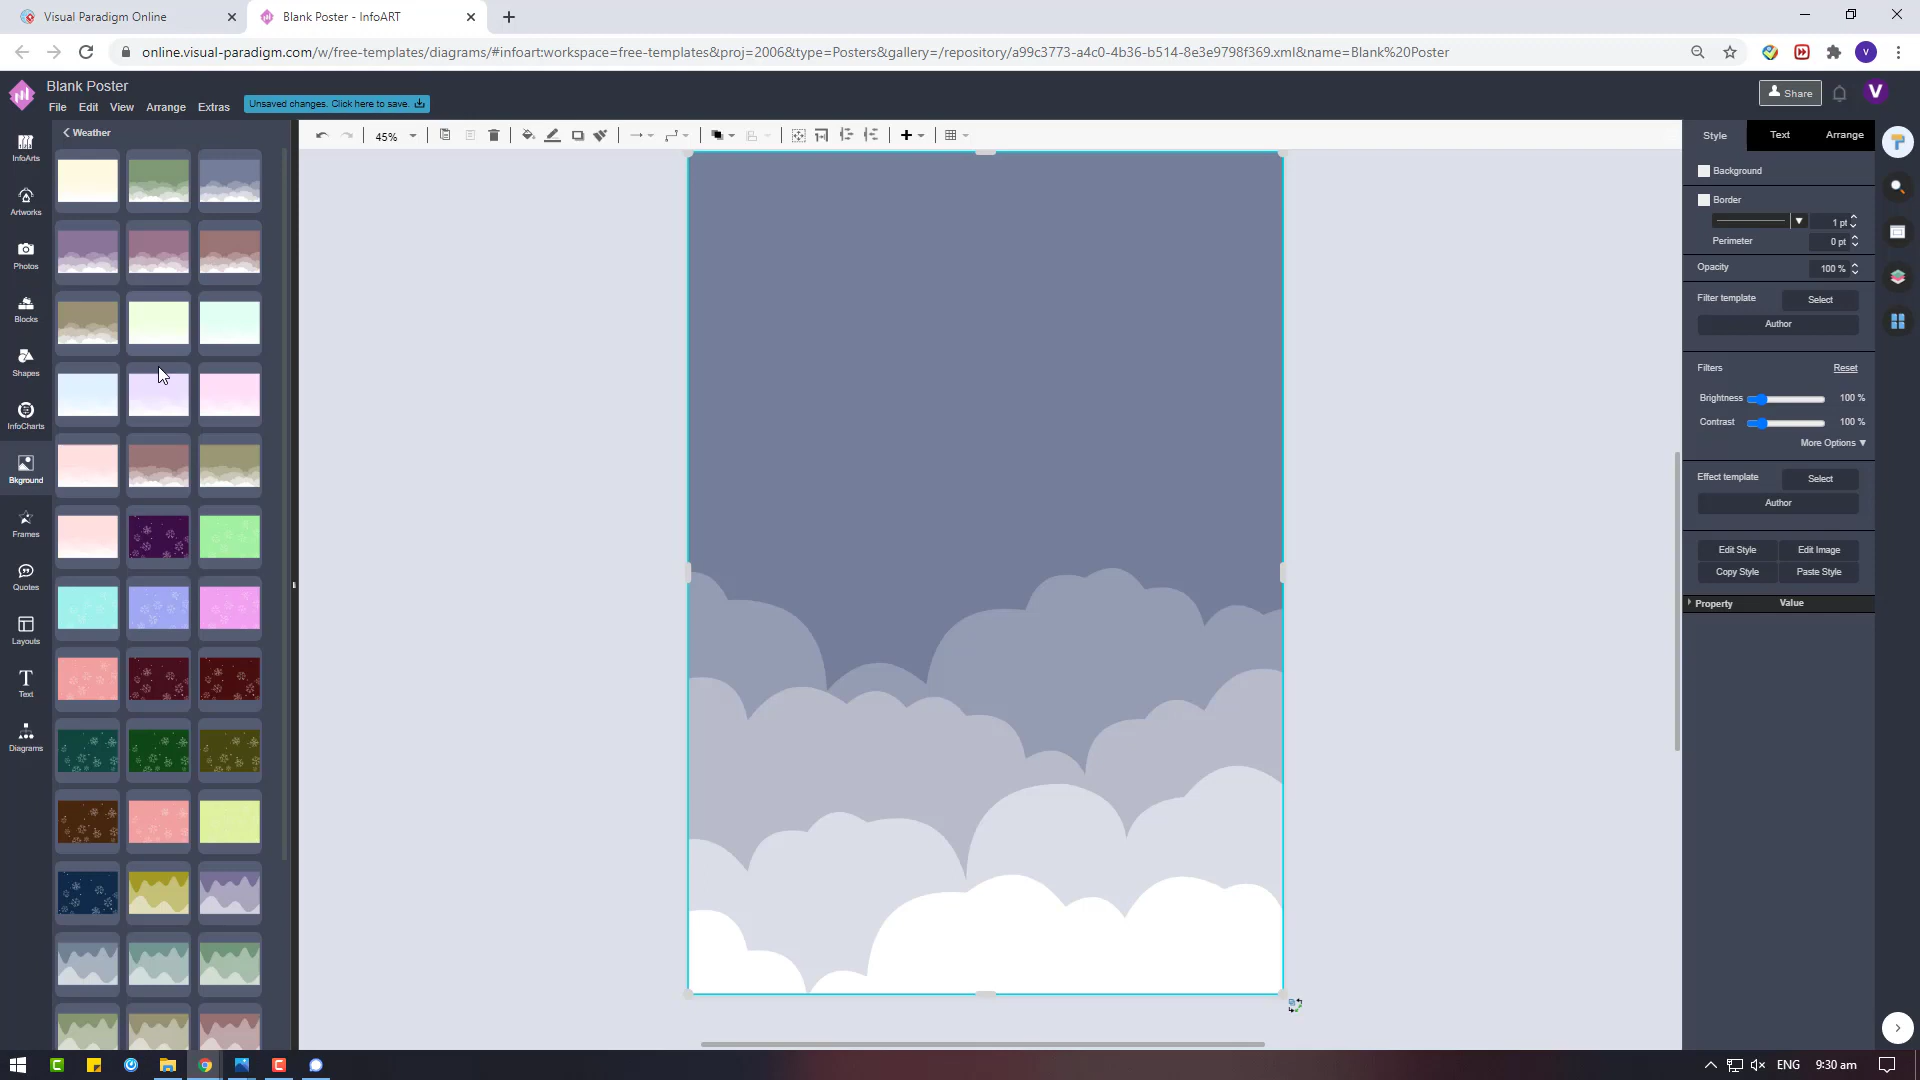 Visual Paradigm Online
Blank Poster - InfoART
online.visual-paradigm.com/w/free-templates/diagrams/#infoart:workspace=free-templates&proj=2006&type=Posters&gallery=/repository/a99c3773-a4c0-4b36-b514-8e3e9798f369.xml&name=Blank%20Poster
V
Blank Poster
File Edit View Arrange Extras
Unsaved changes. Click here to save.
Share
V
InfoArts
Artworks
Photos
Blocks
Shapes
InfoCharts
Bkground
Frames
Quotes
Layouts
T
Text
Diagrams
Weather
45%
Style Text Arrange
Background
Border
1 pt
Perimeter 0 pt
Opacity 100 %
Filter template Select
Author
Filters Reset
Brightness 100 %
Contrast 100 %
More Options ▼
Effect template Select
Author
Edit Style Edit Image
Copy Style Paste Style
Property Value
C
C
ENG
9:30 am